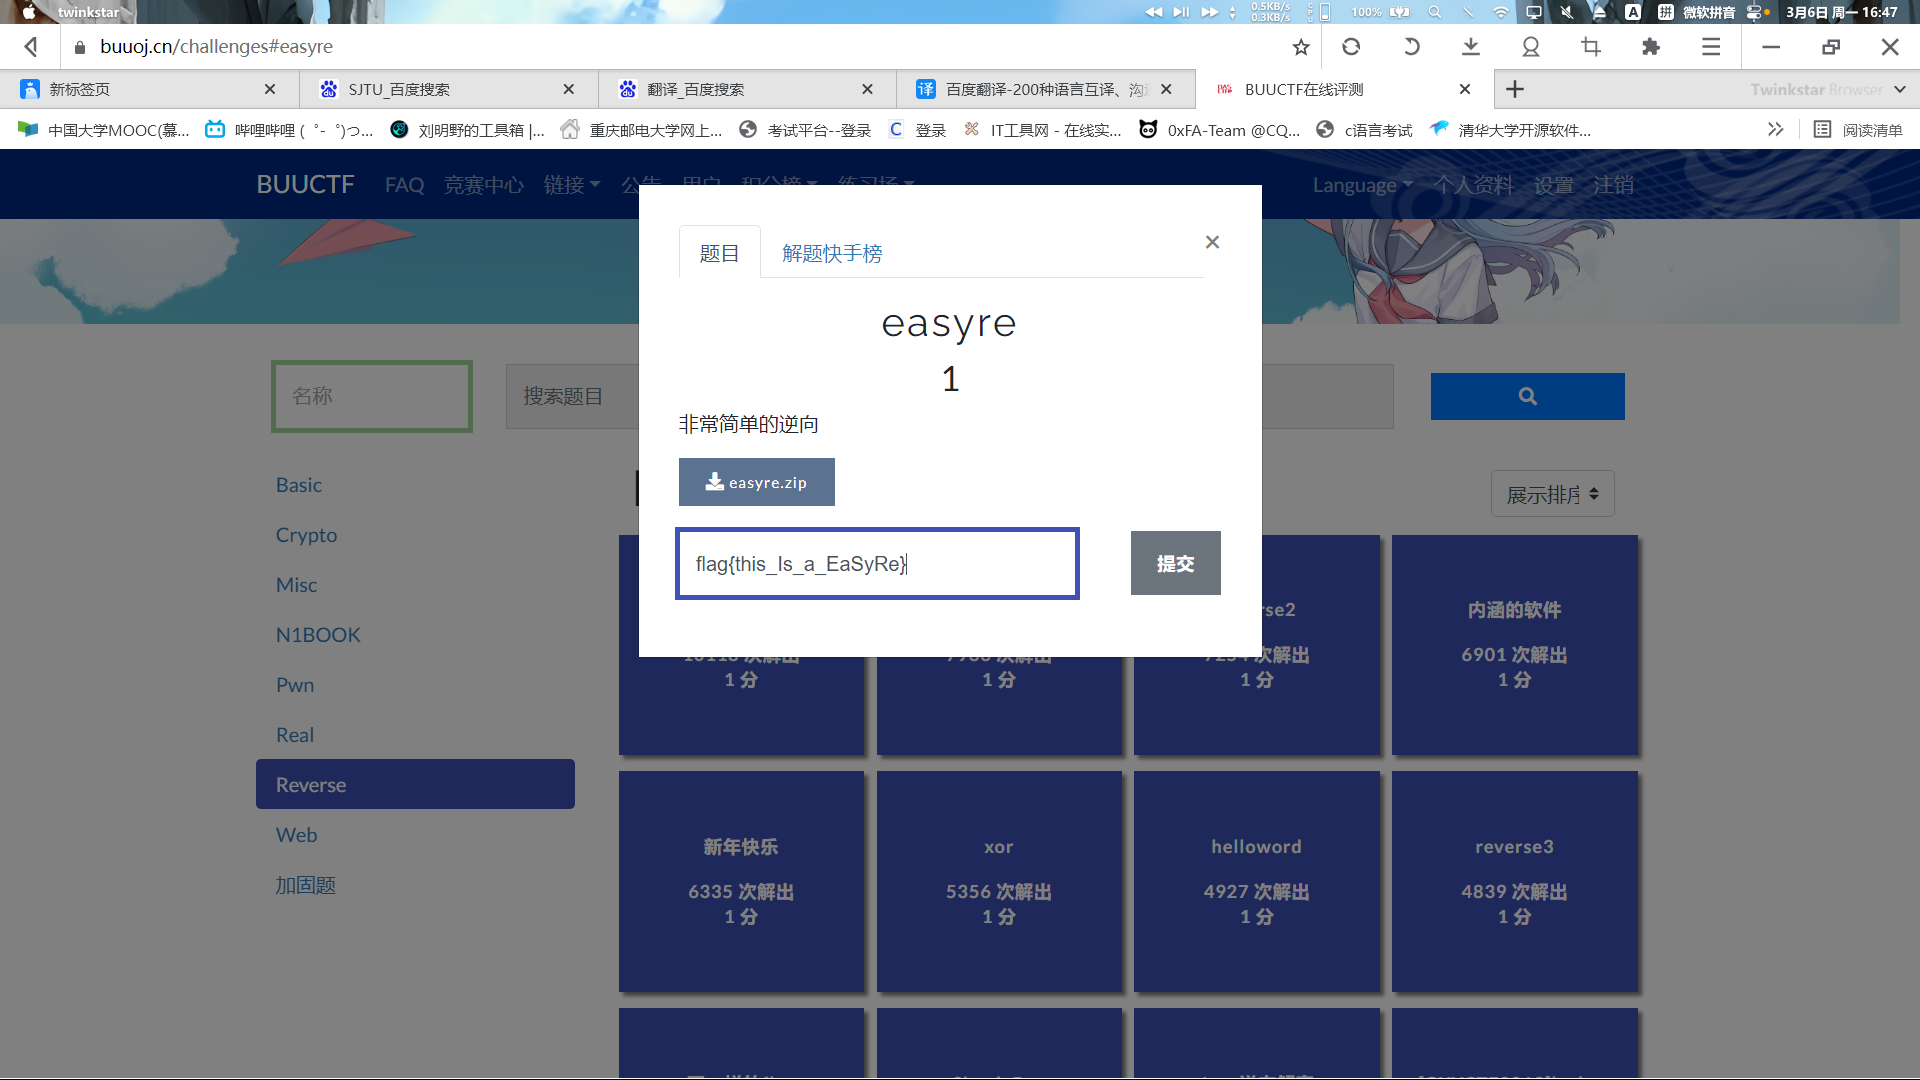 twinkstar
0.5KB/s
0.3KB/s
100%
微软拼音
3月6日 周一 16:47
buuoj.cn/challenges#easyre
新标签页
SJTU_百度搜索
翻译_百度搜索
百度翻译-200种语言互译、沟
BUUCTF在线评测
Twinkstar Browser
中国大学MOOC(慕...
哔哩哔哩 ( ゜- ゜)つ...
刘明野的工具箱 |...
重庆邮电大学网上...
考试平台--登录
登录
IT工具网 - 在线实...
0xFA-Team @CQ...
c语言考试
清华大学开源软件...
阅读清单
BUUCTF
FAQ
竞赛中心
链接
公告
用户
积分榜
练习场
Language
个人资料
设置
注销
题目
解题快手榜
×
easyre
1
非常简单的逆向
easyre.zip
flag{this_Is_a_EaSyRe}
提交
名称
搜索题目
展示排序
Basic
Crypto
Misc
N1BOOK
Pwn
Real
Reverse
Web
加固题
rse2
内涵的软件
次解出
次解出
次解出
6901 次解出
1 分
1 分
1 分
1 分
新年快乐
xor
helloword
reverse3
6335 次解出
5356 次解出
4927 次解出
4839 次解出
1 分
1 分
1 分
1 分